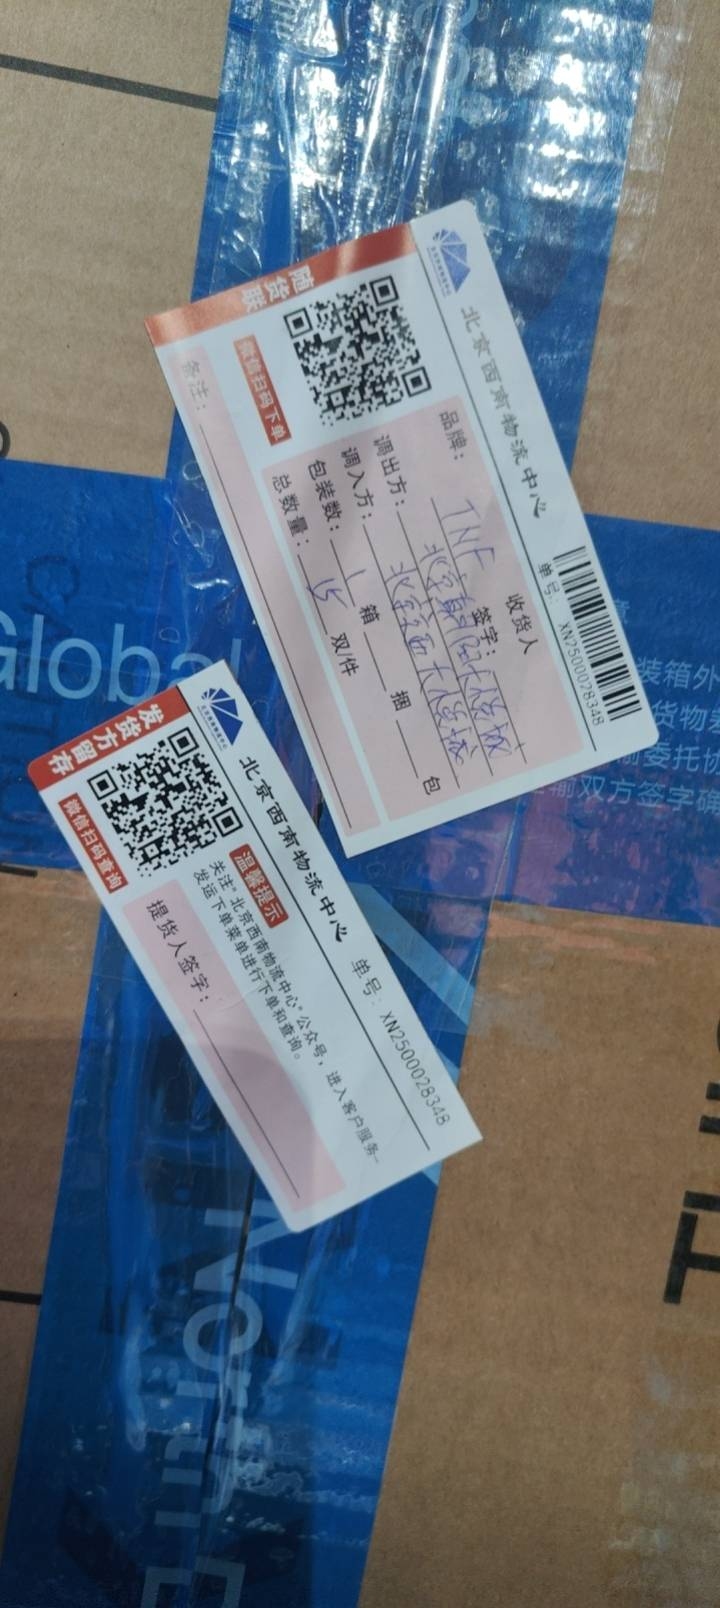 北京西南物流中心
单号: XN2500028348
品牌: TNF
收货人
签字:
调出方: 北京朝阳大悦城
调入方: 北京西大悦城
包装数: 1 箱 捆 包
总数量: 15 双/件
备注:
微信扫码下单
随货联
北京西南物流中心
单号: XN2500028348
温馨提示
关注"北京西南物流中心"公众号,进入客户服务-
发运下单菜单进行下单和查询。
提货人签字:
微信扫码查询
发货方留存
Global
装箱外
货物
委托协
输双方签字确
Nort